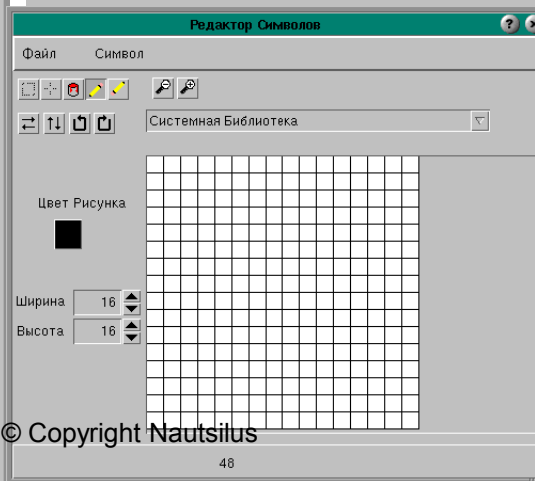 Редактор Символов
Файл Символ
Системная Библиотека
Цвет Рисунка
Ширина 16
Высота 16
© Copyright Nautsilus
48